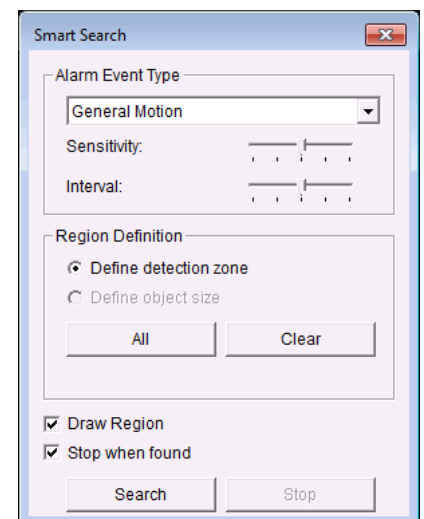 Smart Search
Alarm Event Type
General Motion
Sensitivity:
Interval:
Region Definition
Define detection zone
Define object size
All Clear
Draw Region
Stop when found
Search Stop